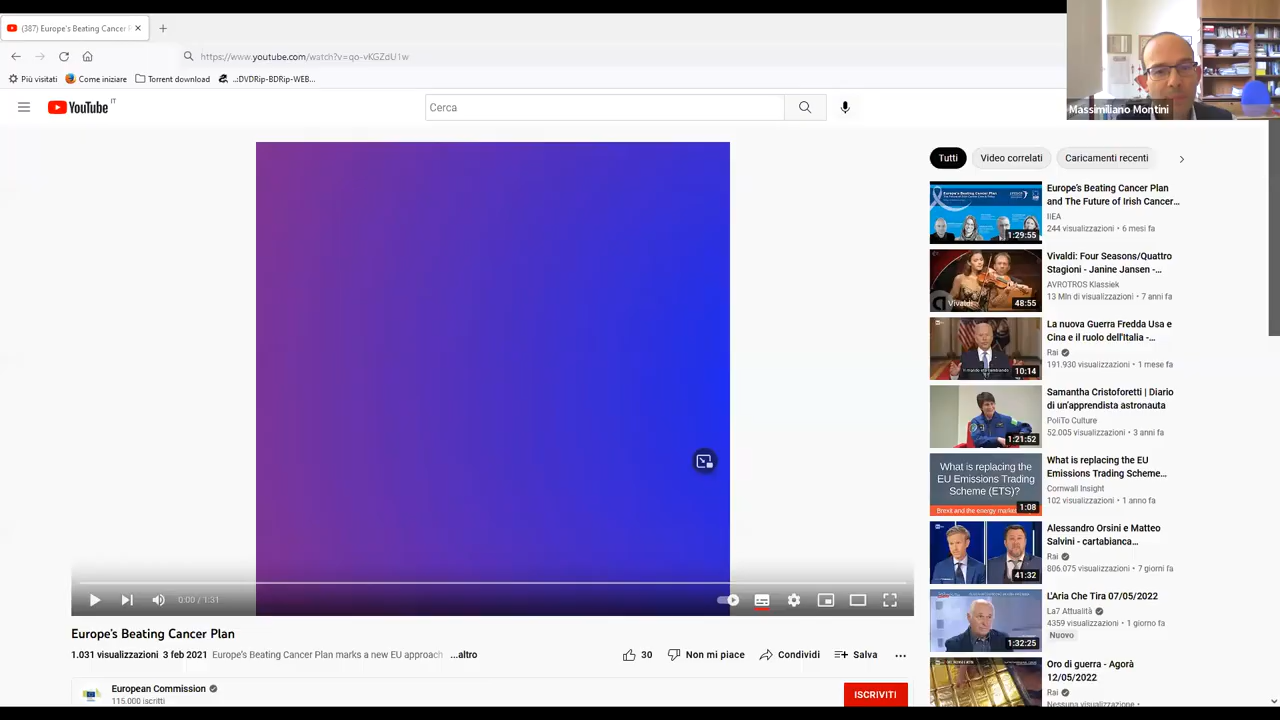 (387) Europe's Beating Cancer
https://www.youtube.com/watch?v=qo-vKGZdU1w
Più visitati
Come iniziare
Torrent download
.:DVDRip-BDRip-WEB...
Massimiliano Montini
YouTube IT
Cerca
Tutti
Video correlati
Caricamenti recenti
Europe's Beating Cancer Plan
and The Future of Irish Cancer...
IIEA
244 visualizzazioni • 6 mesi fa
1:29:55
Vivaldi: Four Seasons/Quattro
Stagioni - Janine Jansen -...
AVROTROS Klassiek
13 Mln di visualizzazioni • 7 anni fa
Vivaldi
48:55
La nuova Guerra Fredda Usa e
Cina e il ruolo dell'Italia -...
Rai
191.930 visualizzazioni • 1 mese fa
10:14
Samantha Cristoforetti | Diario
di un'apprendista astronauta
PoliTo Culture
52.005 visualizzazioni • 3 anni fa
1:21:52
What is replacing the
EU Emissions Trading
Scheme (ETS)?
Brexit and the energy market
1:08
What is replacing the EU
Emissions Trading Scheme...
Cornwall Insight
102 visualizzazioni • 1 anno fa
Alessandro Orsini e Matteo
Salvini - cartabianca...
Rai
806.075 visualizzazioni • 7 giorni fa
41:32
L'Aria Che Tira 07/05/2022
La7 Attualità
4359 visualizzazioni • 1 giorno fa
Nuovo
1:32:25
Oro di guerra - Agorà
12/05/2022
Rai
Nessuna visualizzazione •
0:00 / 1:31
Europe's Beating Cancer Plan
1.031 visualizzazioni 3 feb 2021 Europe's Beating Cancer Plan marks a new EU approach ...altro
30
Non mi piace
Condividi
Salva
European Commission
115.000 iscritti
ISCRIVITI